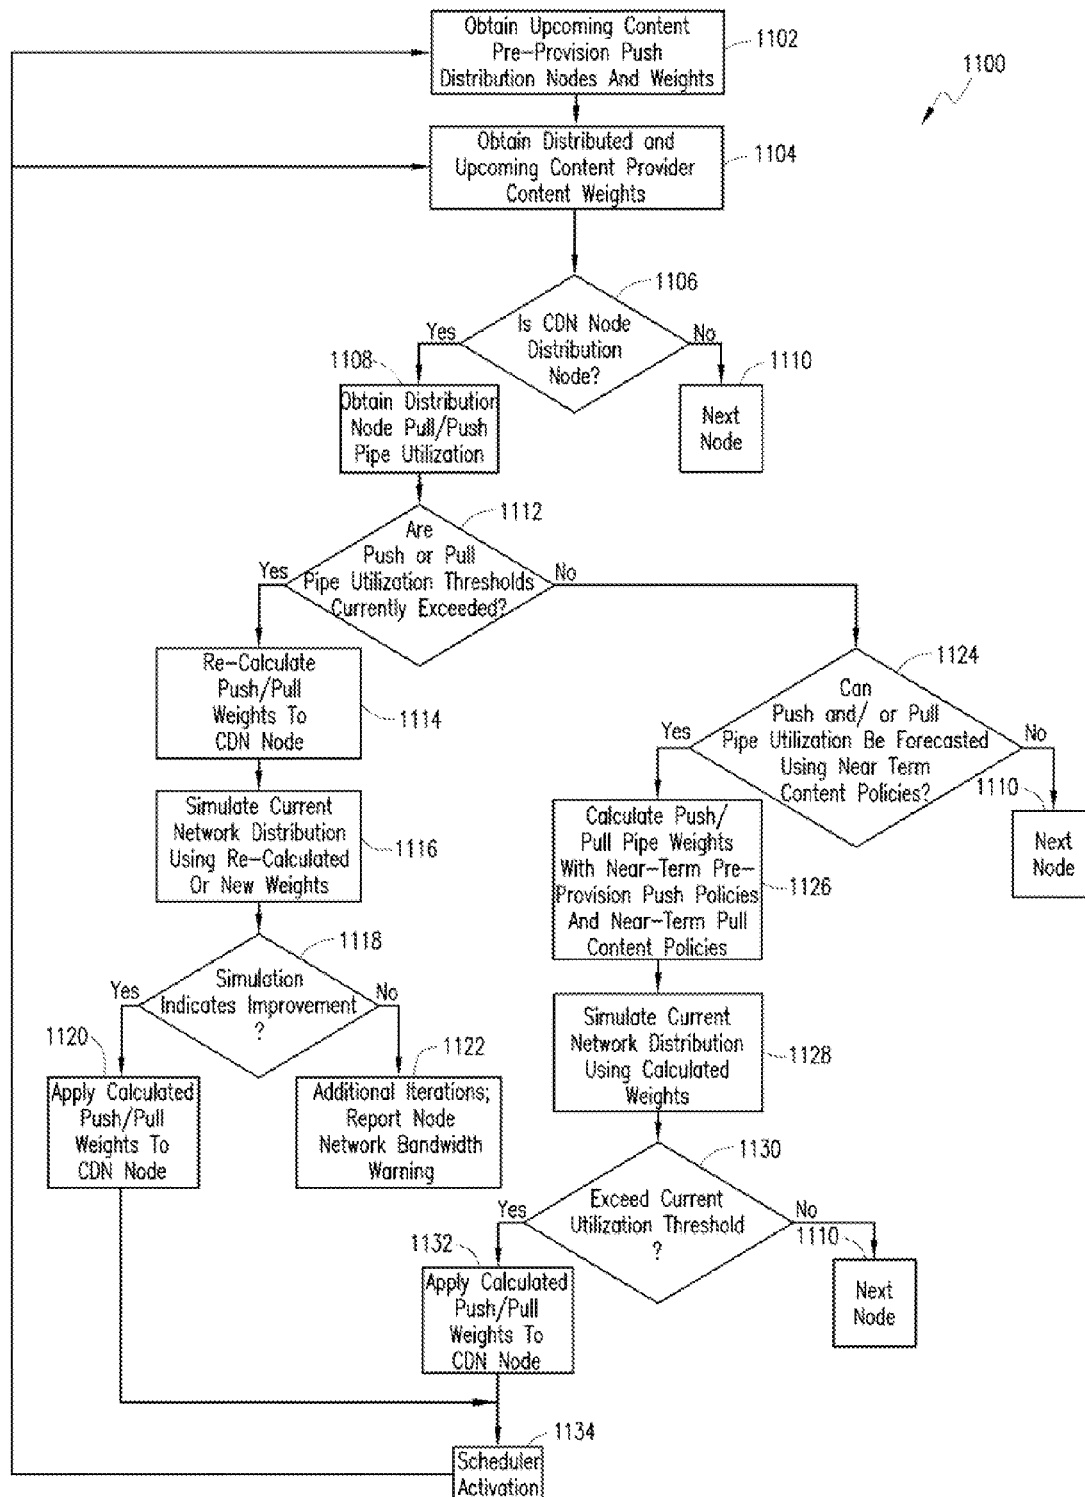 Obtain Upcoming Content
Pre-Provision Push
Distribution Nodes And Weights
1102
1100
Obtain Distributed and
Upcoming Content Provider
Content Weights
1104
1106
Is CDN Node
Distribution
Node?
Yes
No
1108
Obtain Distribution
Node Pull/Push
Pipe Utilization
1110
Next
Node
1112
Are
Push or Pull
Pipe Utilization Thresholds
Currently Exceeded?
Yes
No
Re-Calculate
Push/Pull
Weights To
CDN Node
1114
1124
Can
Push and/ or Pull
Pipe Utilization Be Forecasted
Using Near Term
Content Policies?
Yes
No
1110
Next
Node
Simulate Current
Network Distribution
Using Re-Calculated
Or New Weights
1116
Calculate Push/
Pull Pipe Weights
With Near-Term Pre-
Provision Push Policies
And Near-Term Pull
Content Policies
1126
1118
Simulation
Indicates Improvement
?
Yes
No
Simulate Current
Network Distribution
Using Calculated
Weights
1128
1120
Apply Calculated
Push/Pull
Weights To
CDN Node
1122
Additional Iterations;
Report Node
Network Bandwidth
Warning
1130
Exceed Current
Utilization Threshold
?
Yes
No
1132
Apply Calculated
Push/Pull
Weights To
CDN Node
1110
Next
Node
1134
Scheduler
Activation